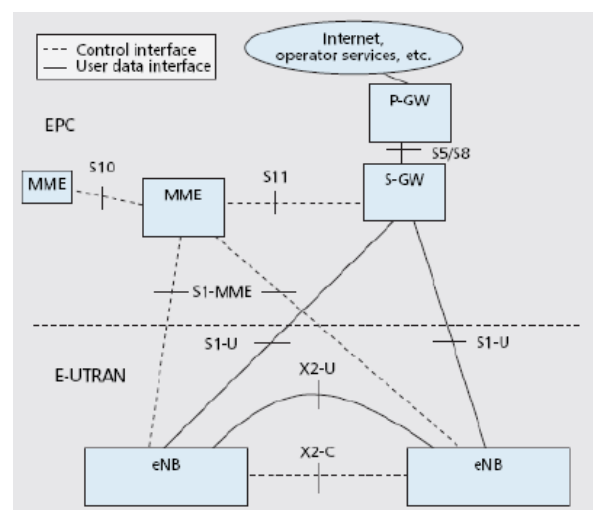 Control interface
User data interface
Internet,
operator services, etc.
P-GW
EPC
S5/S8
S10
S11
MME
MME
S-GW
S1-MME
S1-U
S1-U
E-UTRAN
X2-U
X2-C
eNB
eNB